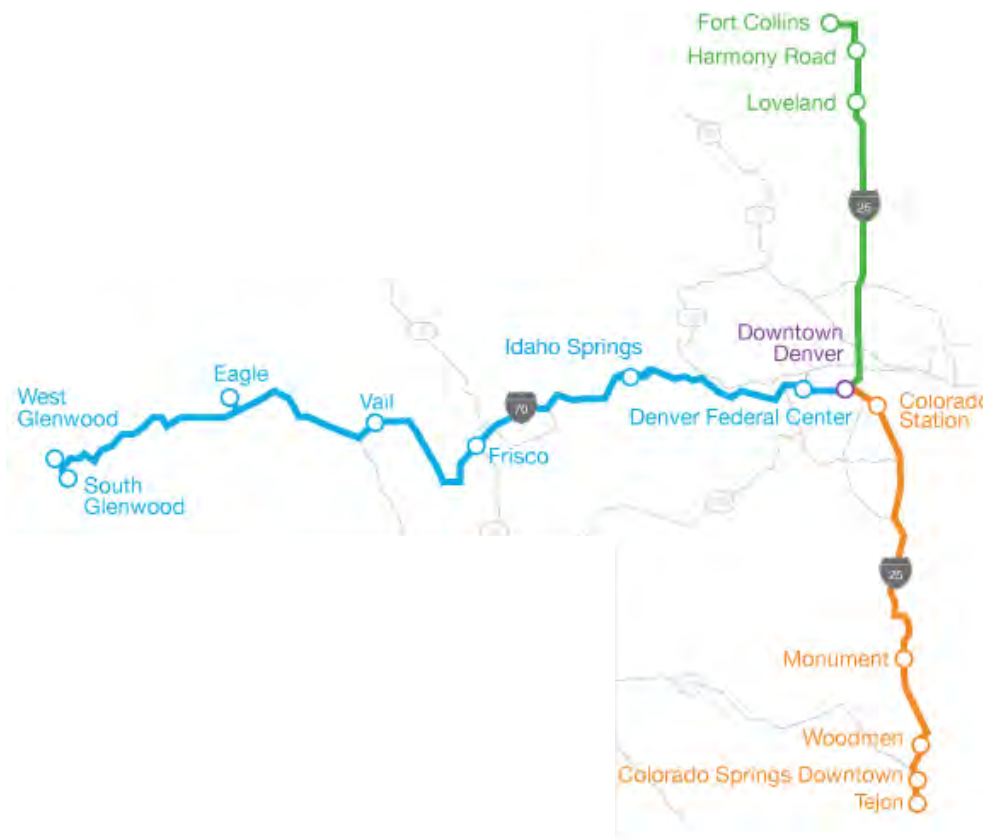 Fort Collins
Harmony Road
Loveland
25
Downtown
Denver
Idaho Springs
Eagle
West
Glenwood
Vail
70
Denver Federal Center
Colorado
Station
Frisco
South
Glenwood
25
Monument
Woodmen
Colorado Springs Downtown
Tejon